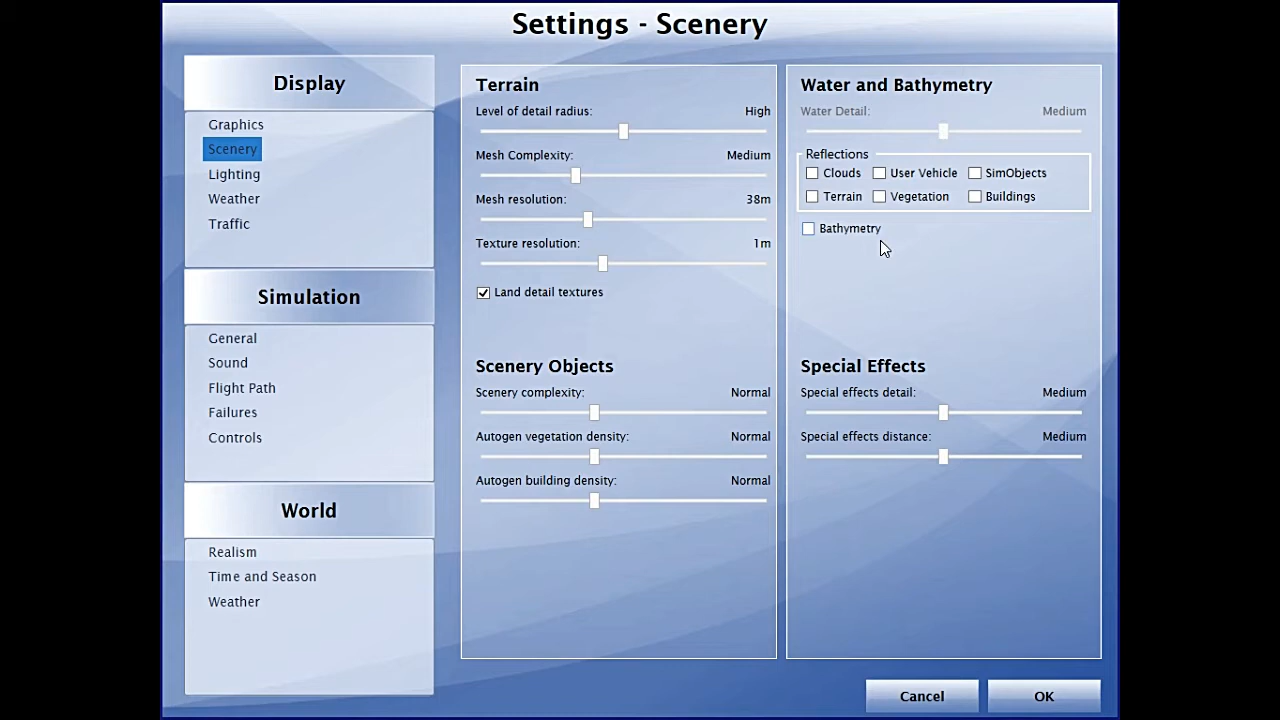 Settings - Scenery
Display
Graphics
Scenery
Lighting
Weather
Traffic
Simulation
General
Sound
Flight Path
Failures
Controls
World
Realism
Time and Season
Weather
Terrain
Level of detail radius: High
Mesh Complexity: Medium
Mesh resolution: 38m
Texture resolution: 1m
Land detail textures
Scenery Objects
Scenery complexity: Normal
Autogen vegetation density: Normal
Autogen building density: Normal
Water and Bathymetry
Water Detail: Medium
Reflections
Clouds User Vehicle SimObjects
Terrain Vegetation Buildings
Bathymetry
Special Effects
Special effects detail: Medium
Special effects distance: Medium
Cancel OK